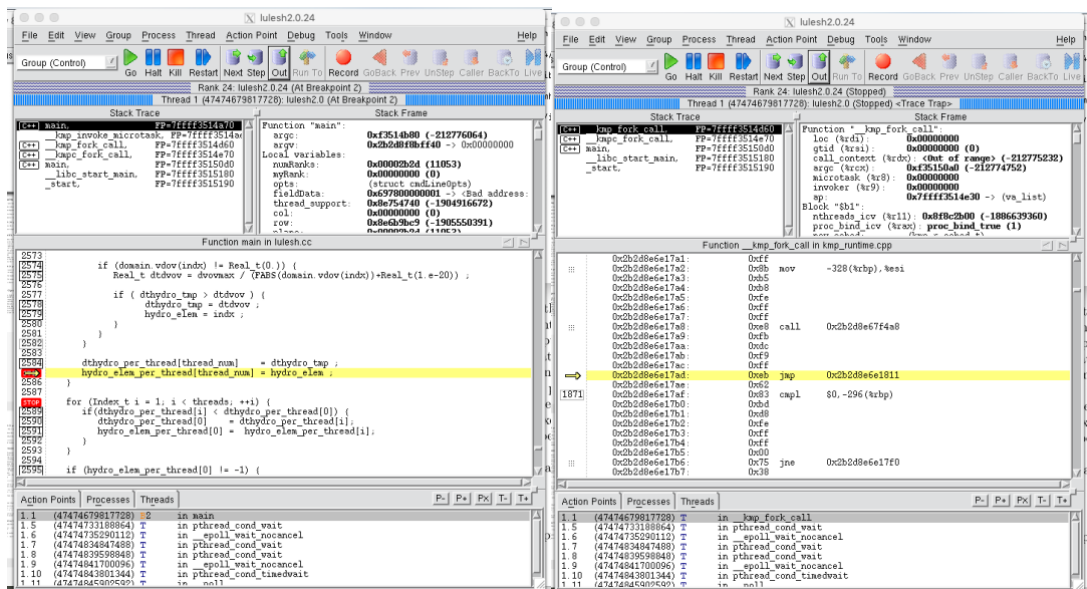 lulesh2.0.24
File Edit View Group Process Thread Action Point Debug Tools Window Help
Group (Control)
Go Halt Kill Restart Next Step Out Run To Record GoBack Prev UnStep Caller BackTo Live
Rank 24: lulesh2.0.24 (At Breakpoint 2)
Thread 1 (47474679817728): lulesh2.0 (At Breakpoint 2)
Stack Trace
C++ main, FP=7ffff3514a70
__kmp_invoke_microtask, FP=7ffff3514a
C++ __kmp_fork_call, FP=7ffff3514d60
C++ __kmpc_fork_call, FP=7ffff3514e70
C++ main, FP=7ffff35150d0
__libc_start_main, FP=7ffff3515180
_start, FP=7ffff3515190
Stack Frame
Function "main":
argc: 0xf3514b80 (-212776064)
argv: 0x2b2d8f8bff40 -> 0x00000000
Local variables:
numRanks: 0x00002b2d (11053)
myRank: 0x00000000 (0)
opts: (struct cmdLineOpts)
fieldData: 0x697800000001 -> <Bad address:
thread_support: 0x8e754740 (-1904916672)
col: 0x00000000 (0)
row: 0x8e6b9bc9 (-1905550391)
Function main in lulesh.cc
2573
2574 if (domain.vdov(indx) != Real_t(0.)) {
2575 Real_t dtdvov = dvovmax / (FABS(domain.vdov(indx))+Real_t(1.e-20)) ;
2576
2577 if ( dthydro_tmp > dtdvov ) {
2578 dthydro_tmp = dtdvov ;
2579 hydro_elem = indx ;
2580 }
2581 }
2582 }
2583
2584 dthydro_per_thread[thread_num] = dthydro_tmp ;
hydro_elem_per_thread[thread_num] = hydro_elem ;
2586 }
2587
STOP for (Index_t i = 1; i < threads; ++i) {
2589 if(dthydro_per_thread[i] < dthydro_per_thread[0]) {
2590 dthydro_per_thread[0] = dthydro_per_thread[i];
2591 hydro_elem_per_thread[0] = hydro_elem_per_thread[i];
2592 }
2593 }
2594
2595 if (hydro_elem_per_thread[0] != -1) {
Action Points Processes Threads P- P+ Px T- T+
1.1 (47474679817728) 2 in main
1.5 (47474733188864) T in pthread_cond_wait
1.6 (47474735290112) T in __epoll_wait_nocancel
1.7 (47474834847488) T in pthread_cond_wait
1.8 (47474839598848) T in pthread_cond_wait
1.9 (47474841700096) T in __epoll_wait_nocancel
1.10 (47474843801344) T in pthread_cond_timedwait
1.11 (47474845902592) T in __poll
lulesh2.0.24
File Edit View Group Process Thread Action Point Debug Tools Window Help
Group (Control)
Go Halt Kill Restart Next Step Out Run To Record GoBack Prev UnStep Caller BackTo Live
Rank 24: lulesh2.0.24 (Stopped)
Thread 1 (47474679817728): lulesh2.0 (Stopped) <Trace Trap>
Stack Trace
C++ __kmp_fork_call, FP=7ffff3514d60
C++ __kmpc_fork_call, FP=7ffff3514e70
C++ main, FP=7ffff35150d0
__libc_start_main, FP=7ffff3515180
_start, FP=7ffff3515190
Stack Frame
Function "__kmp_fork_call":
loc (%rdi): 0x00000000
gtid (%rsi): 0x00000000 (0)
call_context (%rdx): <Out of range> (-212775232)
argc (%rcx): 0xf35150a0 (-212774752)
microtask (%r8): 0x00000000
invoker (%r9): 0x00000000
ap: 0x7ffff3514e30 -> (va_list)
Block "$b1":
nthreads_icv (%r11): 0x8f8c2b00 (-1886639360)
proc_bind_icv (%rax): proc_bind_true (1)
Function __kmp_fork_call in kmp_runtime.cpp
0x2b2d8e6e17a1: 0xff
0x2b2d8e6e17a2: 0x8b mov -328(%rbp),%esi
0x2b2d8e6e17a3: 0xb5
0x2b2d8e6e17a4: 0xb8
0x2b2d8e6e17a5: 0xfe
0x2b2d8e6e17a6: 0xff
0x2b2d8e6e17a7: 0xff
0x2b2d8e6e17a8: 0xe8 call 0x2b2d8e67f4a8
0x2b2d8e6e17a9: 0xfb
0x2b2d8e6e17aa: 0xdc
0x2b2d8e6e17ab: 0xf9
0x2b2d8e6e17ac: 0xff
0x2b2d8e6e17ad: 0xeb jmp 0x2b2d8e6e1811
0x2b2d8e6e17ae: 0x62
1871 0x2b2d8e6e17af: 0x83 cmpl $0,-296(%rbp)
0x2b2d8e6e17b0: 0xbd
0x2b2d8e6e17b1: 0xd8
0x2b2d8e6e17b2: 0xfe
0x2b2d8e6e17b3: 0xff
0x2b2d8e6e17b4: 0xff
0x2b2d8e6e17b5: 0x00
0x2b2d8e6e17b6: 0x75 jne 0x2b2d8e6e17f0
0x2b2d8e6e17b7: 0x38
Action Points Processes Threads P- P+ Px T- T+
1.1 (47474679817728) T in __kmp_fork_call
1.5 (47474733188864) T in pthread_cond_wait
1.6 (47474735290112) T in __epoll_wait_nocancel
1.7 (47474834847488) T in pthread_cond_wait
1.8 (47474839598848) T in pthread_cond_wait
1.9 (47474841700096) T in __epoll_wait_nocancel
1.10 (47474843801344) T in pthread_cond_timedwait
1.11 (47474845902592) T in __poll